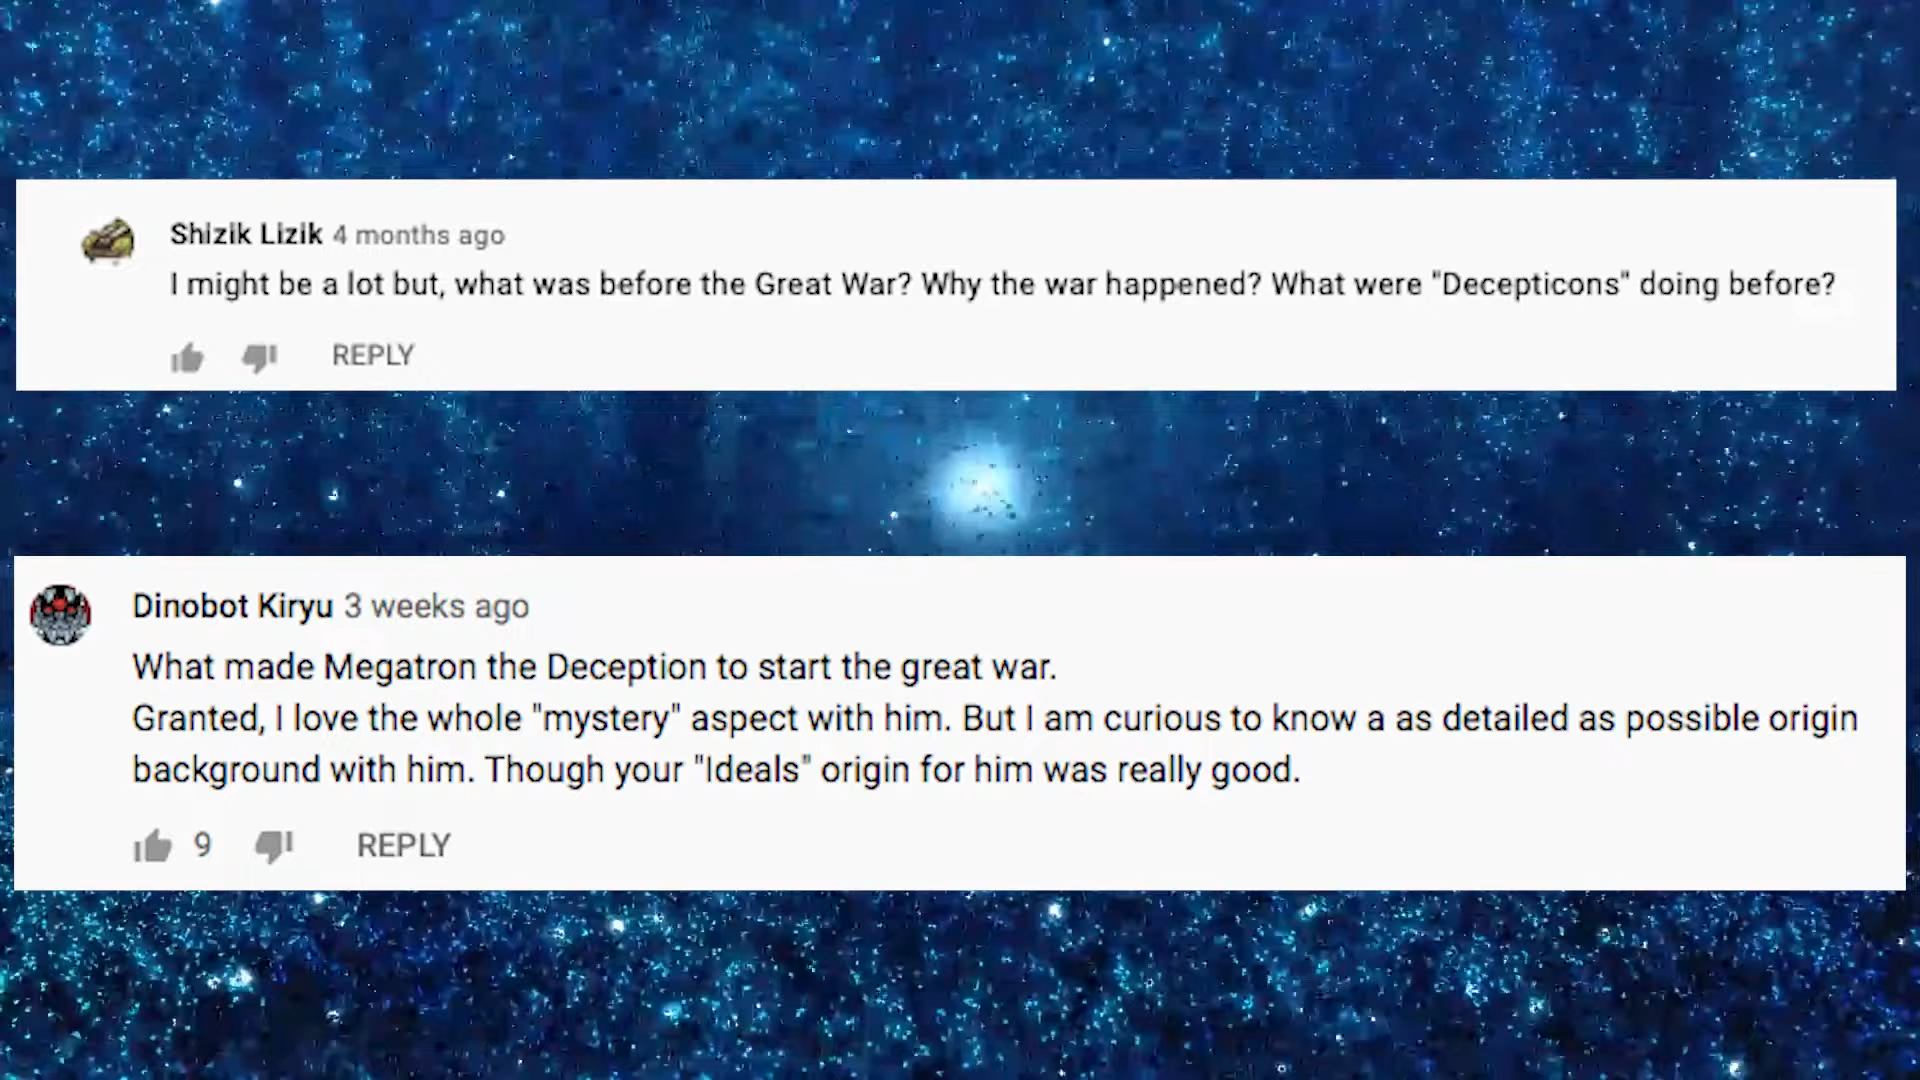 Shizik Lizik 4 months ago
I might be a lot but, what was before the Great War? Why the war happened? What were "Decepticons" doing before?
REPLY
Dinobot Kiryu 3 weeks ago
What made Megatron the Deception to start the great war.
Granted, I love the whole "mystery" aspect with him. But I am curious to know a as detailed as possible origin
background with him. Though your "Ideals" origin for him was really good.
9 REPLY